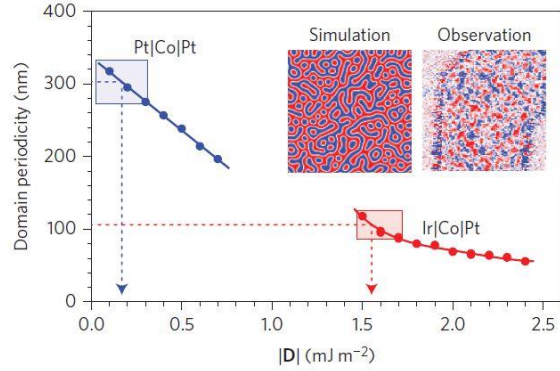 400
300
200
100
0
Domain periodicity (nm)
Pt|Co|Pt
Simulation
Observation
Ir|Co|Pt
0.0 0.5 1.0 1.5 2.0 2.5
|D| (mJ m⁻²)